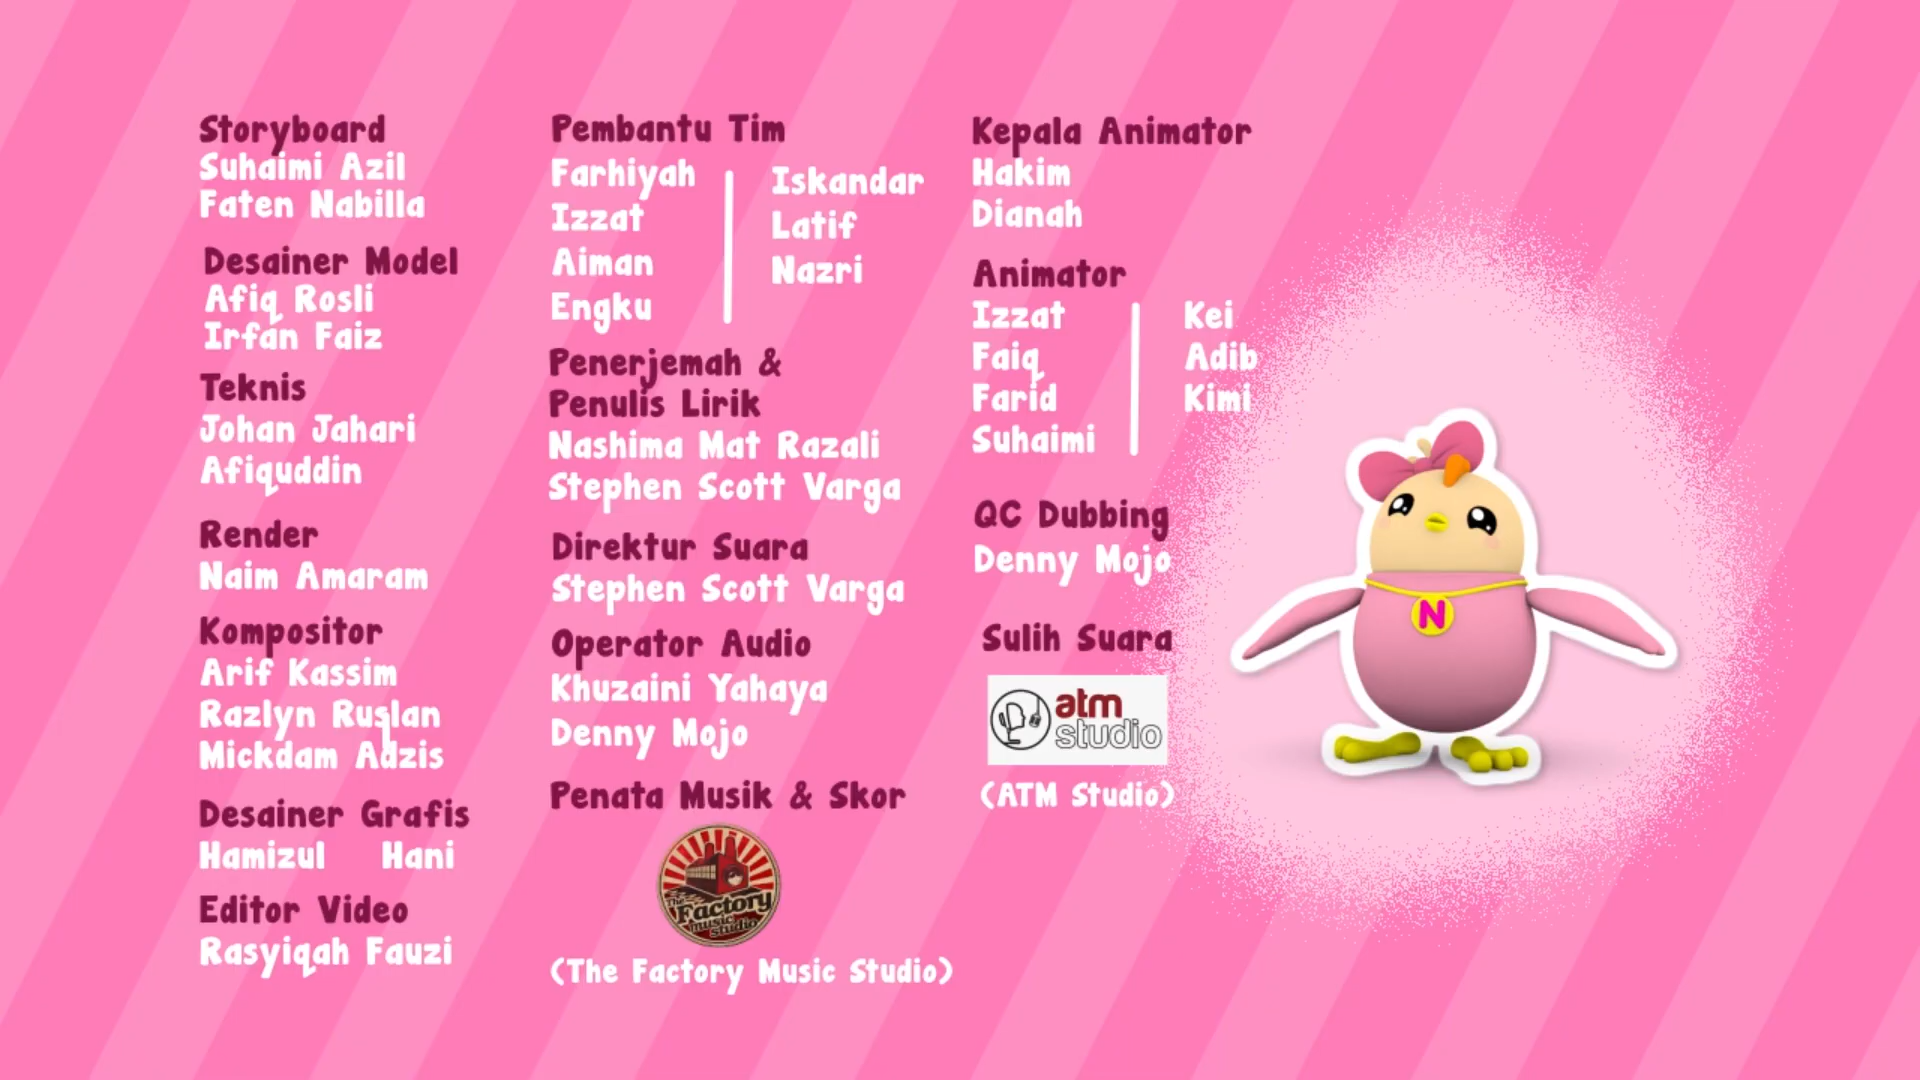 Storyboard
Suhaimi Azil
Faten Nabilla
Desainer Model
Afiq Rosli
Irfan Faiz
Teknis
Johan Jahari
Afiquddin
Render
Naim Amaram
Kompositor
Arif Kassim
Razlyn Ruslan
Mickdam Adzis
Desainer Grafis
Hamizul Hani
Editor Video
Rasyiqah Fauzi
Pembantu Tim
Farhiyah
Izzat
Aiman
Engku
Iskandar
Latif
Nazri
Penerjemah &
Penulis Lirik
Nashima Mat Razali
Stephen Scott Varga
Direktur Suara
Stephen Scott Varga
Operator Audio
Khuzaini Yahaya
Denny Mojo
Penata Musik & Skor
The
Factory
music
studio
(The Factory Music Studio)
Kepala Animator
Hakim
Dianah
Animator
Izzat
Faiq
Farid
Suhaimi
Kei
Adib
Kimi
QC Dubbing
Denny Mojo
Sulih Suara
atm
studio
(ATM Studio)
N